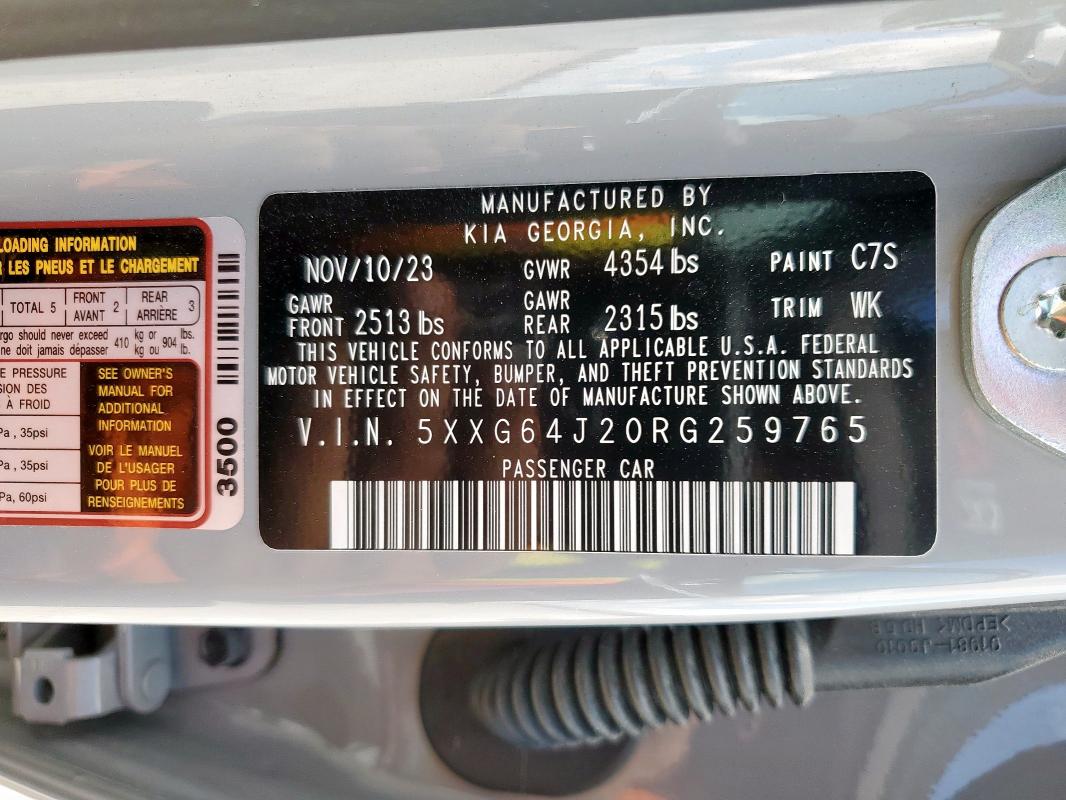 LOADING INFORMATION
LES PNEUS ET LE CHARGEMENT
TOTAL 5 FRONT AVANT 2 REAR ARRIÈRE 3
should never exceed 410 kg or 904 lbs.
ne doit jamais dépasser kg ou lb.
PRESSURE
DES
À FROID
, 35psi
, 35psi
, 60psi
SEE OWNER'S
MANUAL FOR
ADDITIONAL
INFORMATION
VOIR LE MANUEL
DE L'USAGER
POUR PLUS DE
RENSEIGNEMENTS
3500
MANUFACTURED BY
KIA GEORGIA, INC.
NOV/10/23 GVWR 4354 lbs PAINT C7S
GAWR FRONT 2513 lbs GAWR REAR 2315 lbs TRIM WK
THIS VEHICLE CONFORMS TO ALL APPLICABLE U.S.A. FEDERAL
MOTOR VEHICLE SAFETY, BUMPER, AND THEFT PREVENTION STANDARDS
IN EFFECT ON THE DATE OF MANUFACTURE SHOWN ABOVE.
V.I.N. 5XXG64J20RG259765
PASSENGER CAR
>EPDM<